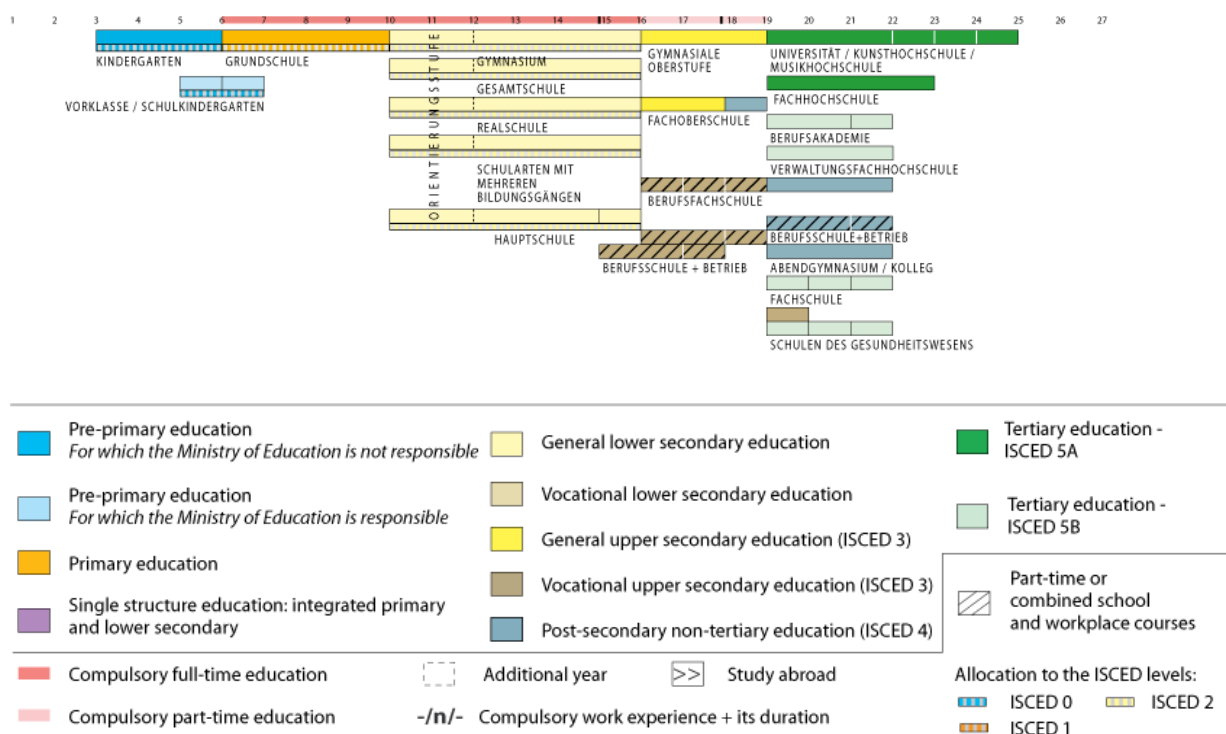 1 2 3 4 5 6 7 8 9 10 11 12 13 14 15 16 17 18 19 20 21 22 23 24 25 26 27
KINDERGARTEN
GRUNDSCHULE
VORKLASSE / SCHULKINDERGARTEN
ORIENTIERUNGSSTUFE
GYMNASIUM
GESAMTSCHULE
REALSCHULE
SCHULARTEN MIT
MEHREREN
BILDUNGSGÄNGEN
HAUPTSCHULE
BERUFSSCHULE + BETRIEB
GYMNASIALE
OBERSTUFE
FACHOBERSCHULE
BERUFSFACHSCHULE
UNIVERSITÄT / KUNSTHOCHSCHULE /
MUSIKHOCHSCHULE
FACHHOCHSCHULE
BERUFSAKADEMIE
VERWALTUNGSFACHHOCHSCHULE
BERUFSSCHULE+BETRIEB
ABENDGYMNASIUM / KOLLEG
FACHSCHULE
SCHULEN DES GESUNDHEITSWESENS
Pre-primary education
For which the Ministry of Education is not responsible
Pre-primary education
For which the Ministry of Education is responsible
Primary education
Single structure education: integrated primary
and lower secondary
General lower secondary education
Vocational lower secondary education
General upper secondary education (ISCED 3)
Vocational upper secondary education (ISCED 3)
Post-secondary non-tertiary education (ISCED 4)
Tertiary education -
ISCED 5A
Tertiary education -
ISCED 5B
Part-time or
combined school
and workplace courses
Compulsory full-time education
Compulsory part-time education
Additional year
>> Study abroad
-/n/- Compulsory work experience + its duration
Allocation to the ISCED levels:
ISCED 0
ISCED 2
ISCED 1